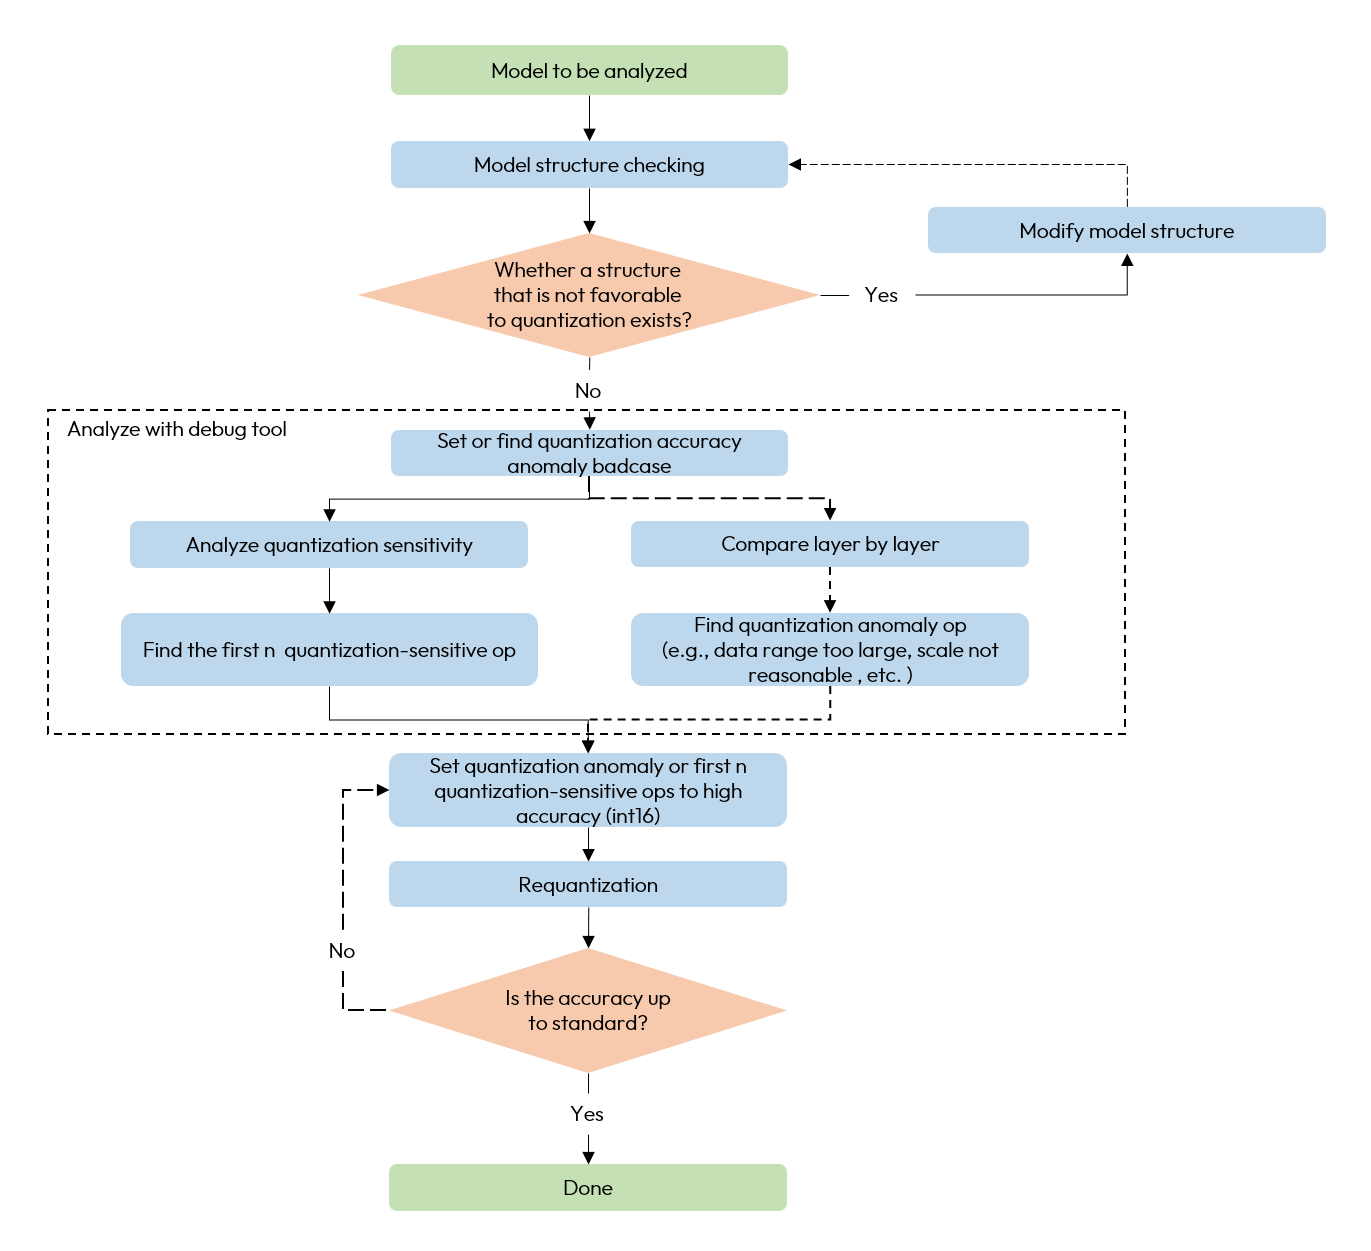 Model to be analyzed
Model structure checking
Modify model structure
Whether a structure
that is not favorable
to quantization exists?
Yes
No
Analyze with debug tool
Set or find quantization accuracy
anomaly badcase
Analyze quantization sensitivity
Compare layer by layer
Find the first n  quantization-sensitive op
Find quantization anomaly op
(e.g., data range too large, scale not
reasonable , etc. )
Set quantization anomaly or first n
quantization-sensitive ops to high
accuracy (int16)
Requantization
No
Is the accuracy up
to standard?
Yes
Done